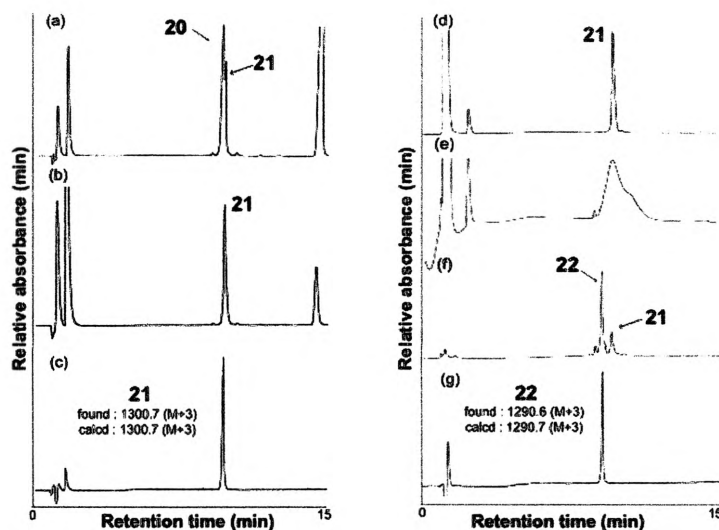 (a)
20
21
(b)
21
(c)
21
found : 1300.7 (M+3)
calcd : 1300.7 (M+3)
Relative absorbance (min)
0
15
Retention time (min)
(d)
21
(e)
(f)
22
21
(g)
22
found : 1290.6 (M+3)
calcd : 1290.7 (M+3)
Relative absorbance (min)
0
15
Retention time (min)